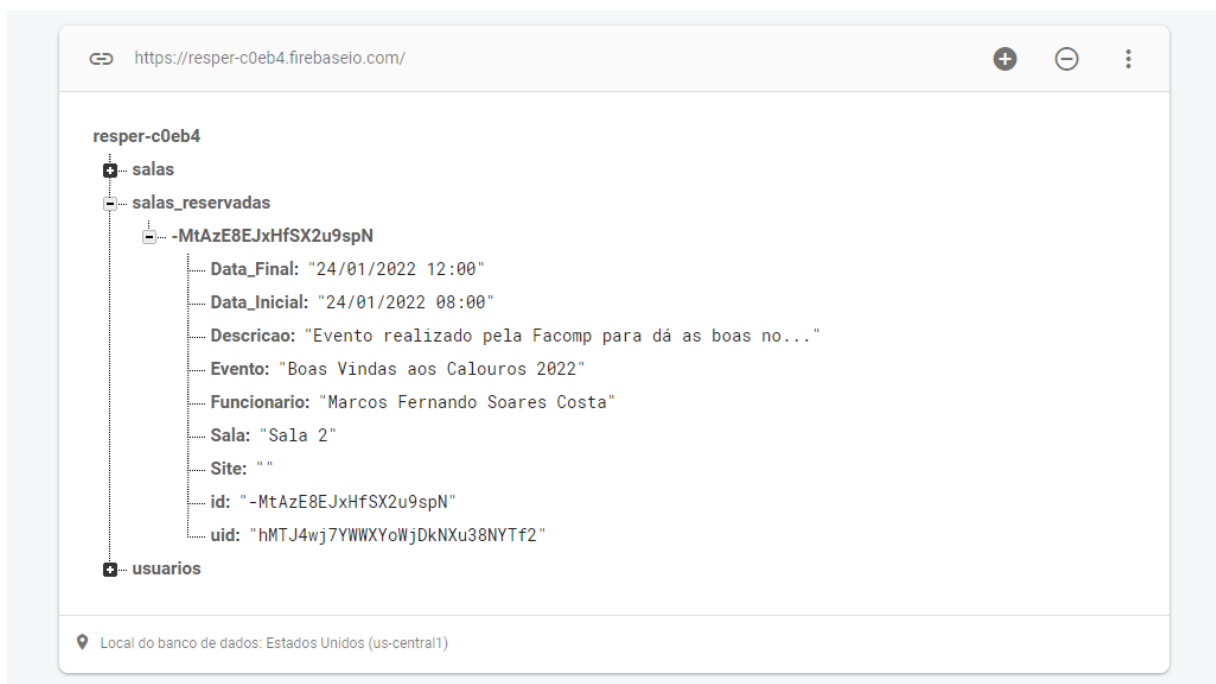 https://resper-c0eb4.firebaseio.com/
resper-c0eb4
salas
salas_reservadas
-MtAzE8EJxHfSX2u9spN
Data_Final: "24/01/2022 12:00"
Data_Inicial: "24/01/2022 08:00"
Descricao: "Evento realizado pela Facomp para dá as boas no..."
Evento: "Boas Vindas aos Calouros 2022"
Funcionario: "Marcos Fernando Soares Costa"
Sala: "Sala 2"
Site: ""
id: "-MtAzE8EJxHfSX2u9spN"
uid: "hMTJ4wj7YWWXYoWjDkNXu38NYTf2"
usuarios
Local do banco de dados: Estados Unidos (us-central1)